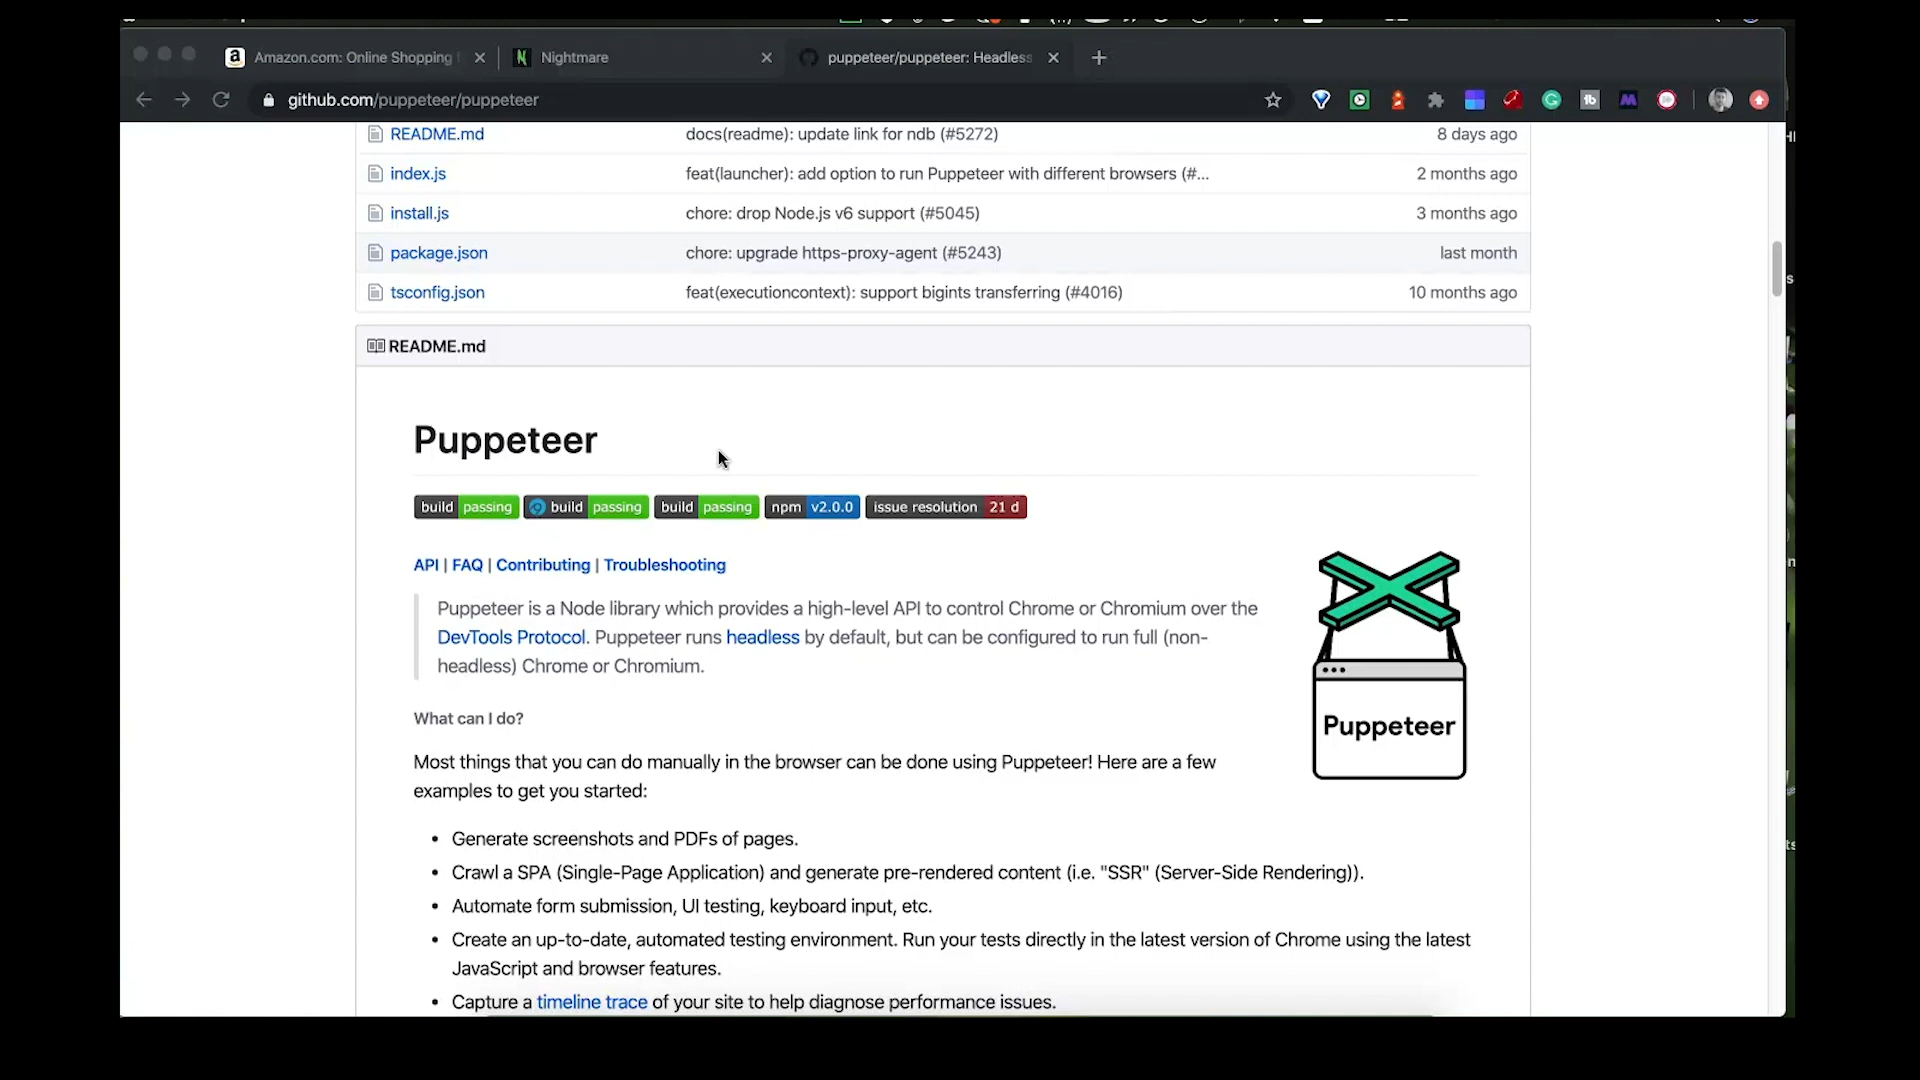 Amazon.com: Online Shopping
Nightmare
puppeteer/puppeteer: Headless
github.com/puppeteer/puppeteer
README.md docs(readme): update link for ndb (#5272) 8 days ago
index.js feat(launcher): add option to run Puppeteer with different browsers (#... 2 months ago
install.js chore: drop Node.js v6 support (#5045) 3 months ago
package.json chore: upgrade https-proxy-agent (#5243) last month
tsconfig.json feat(executioncontext): support bigints transferring (#4016) 10 months ago
README.md
Puppeteer
build passing build passing build passing npm v2.0.0 issue resolution 21 d
API | FAQ | Contributing | Troubleshooting
Puppeteer is a Node library which provides a high-level API to control Chrome or Chromium over the
DevTools Protocol. Puppeteer runs headless by default, but can be configured to run full (non-
headless) Chrome or Chromium.
Puppeteer
What can I do?
Most things that you can do manually in the browser can be done using Puppeteer! Here are a few
examples to get you started:
• Generate screenshots and PDFs of pages.
• Crawl a SPA (Single-Page Application) and generate pre-rendered content (i.e. "SSR" (Server-Side Rendering)).
• Automate form submission, UI testing, keyboard input, etc.
• Create an up-to-date, automated testing environment. Run your tests directly in the latest version of Chrome using the latest
JavaScript and browser features.
• Capture a timeline trace of your site to help diagnose performance issues.